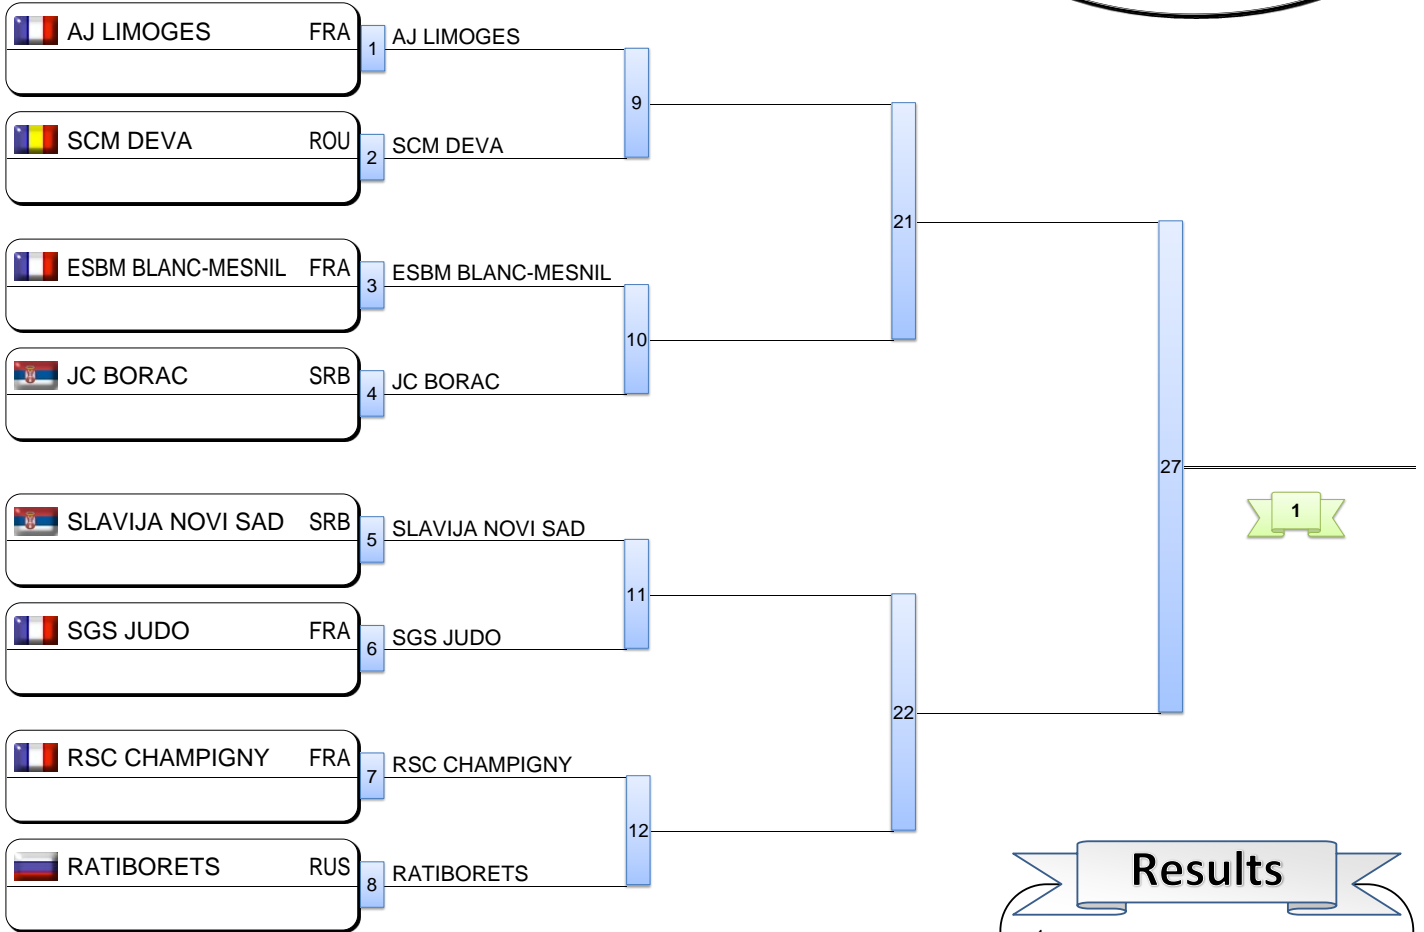 AJ LIMOGES FRA
1 AJ LIMOGES
9
SCM DEVA ROU
2 SCM DEVA
21
ESBM BLANC-MESNIL FRA
3 ESBM BLANC-MESNIL
10
JC BORAC SRB
4 JC BORAC
27
1
SLAVIJA NOVI SAD SRB
5 SLAVIJA NOVI SAD
11
SGS JUDO FRA
6 SGS JUDO
22
RSC CHAMPIGNY FRA
7 RSC CHAMPIGNY
12
RATIBORETS RUS
8 RATIBORETS
Results